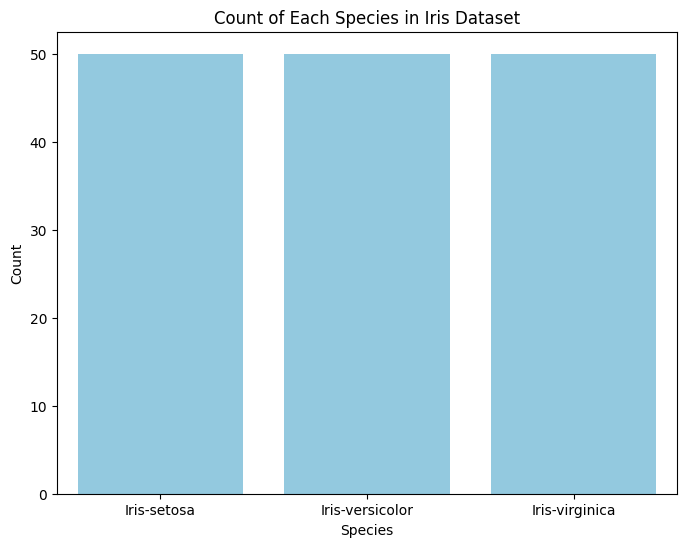 Count of Each Species in Iris Dataset
Count
50
40
30
20
10
0
Iris-setosa Iris-versicolor Iris-virginica
Species